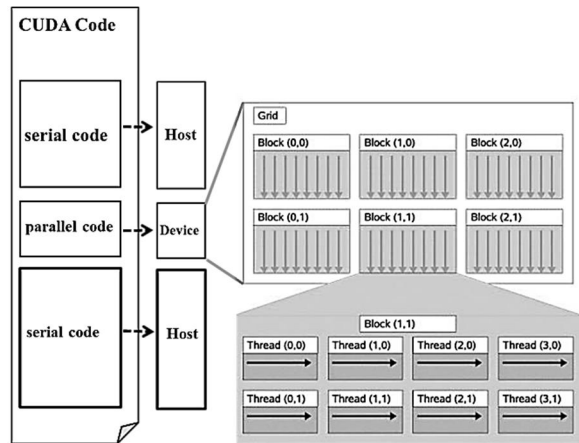 CUDA Code
serial code
Host
parallel code
Device
serial code
Host
Grid
Block (0,0)
Block (1,0)
Block (2,0)
Block (0,1)
Block (1,1)
Block (2,1)
Block (1,1)
Thread (0,0)
Thread (1,0)
Thread (2,0)
Thread (3,0)
Thread (0,1)
Thread (1,1)
Thread (2,1)
Thread (3,1)